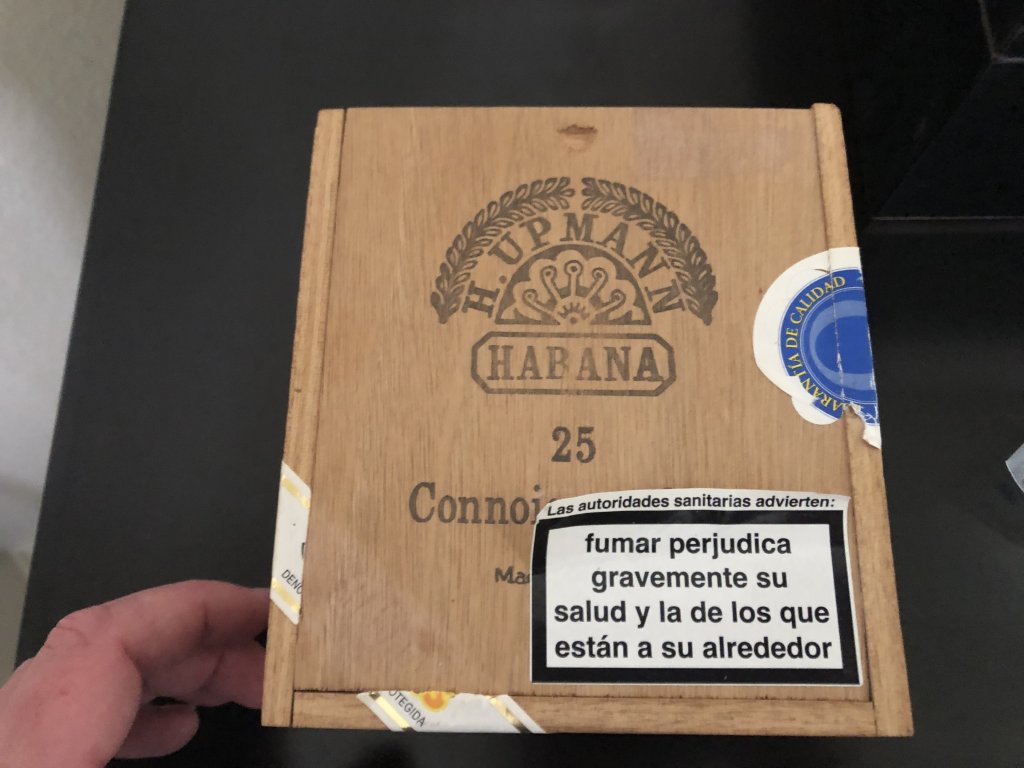 H. UPMANN
HABANA
GARANTIA DE CALIDAD
25
Las autoridades sanitarias advierten:
fumar perjudica
gravemente su
salud y la de los que
están a su alrededor